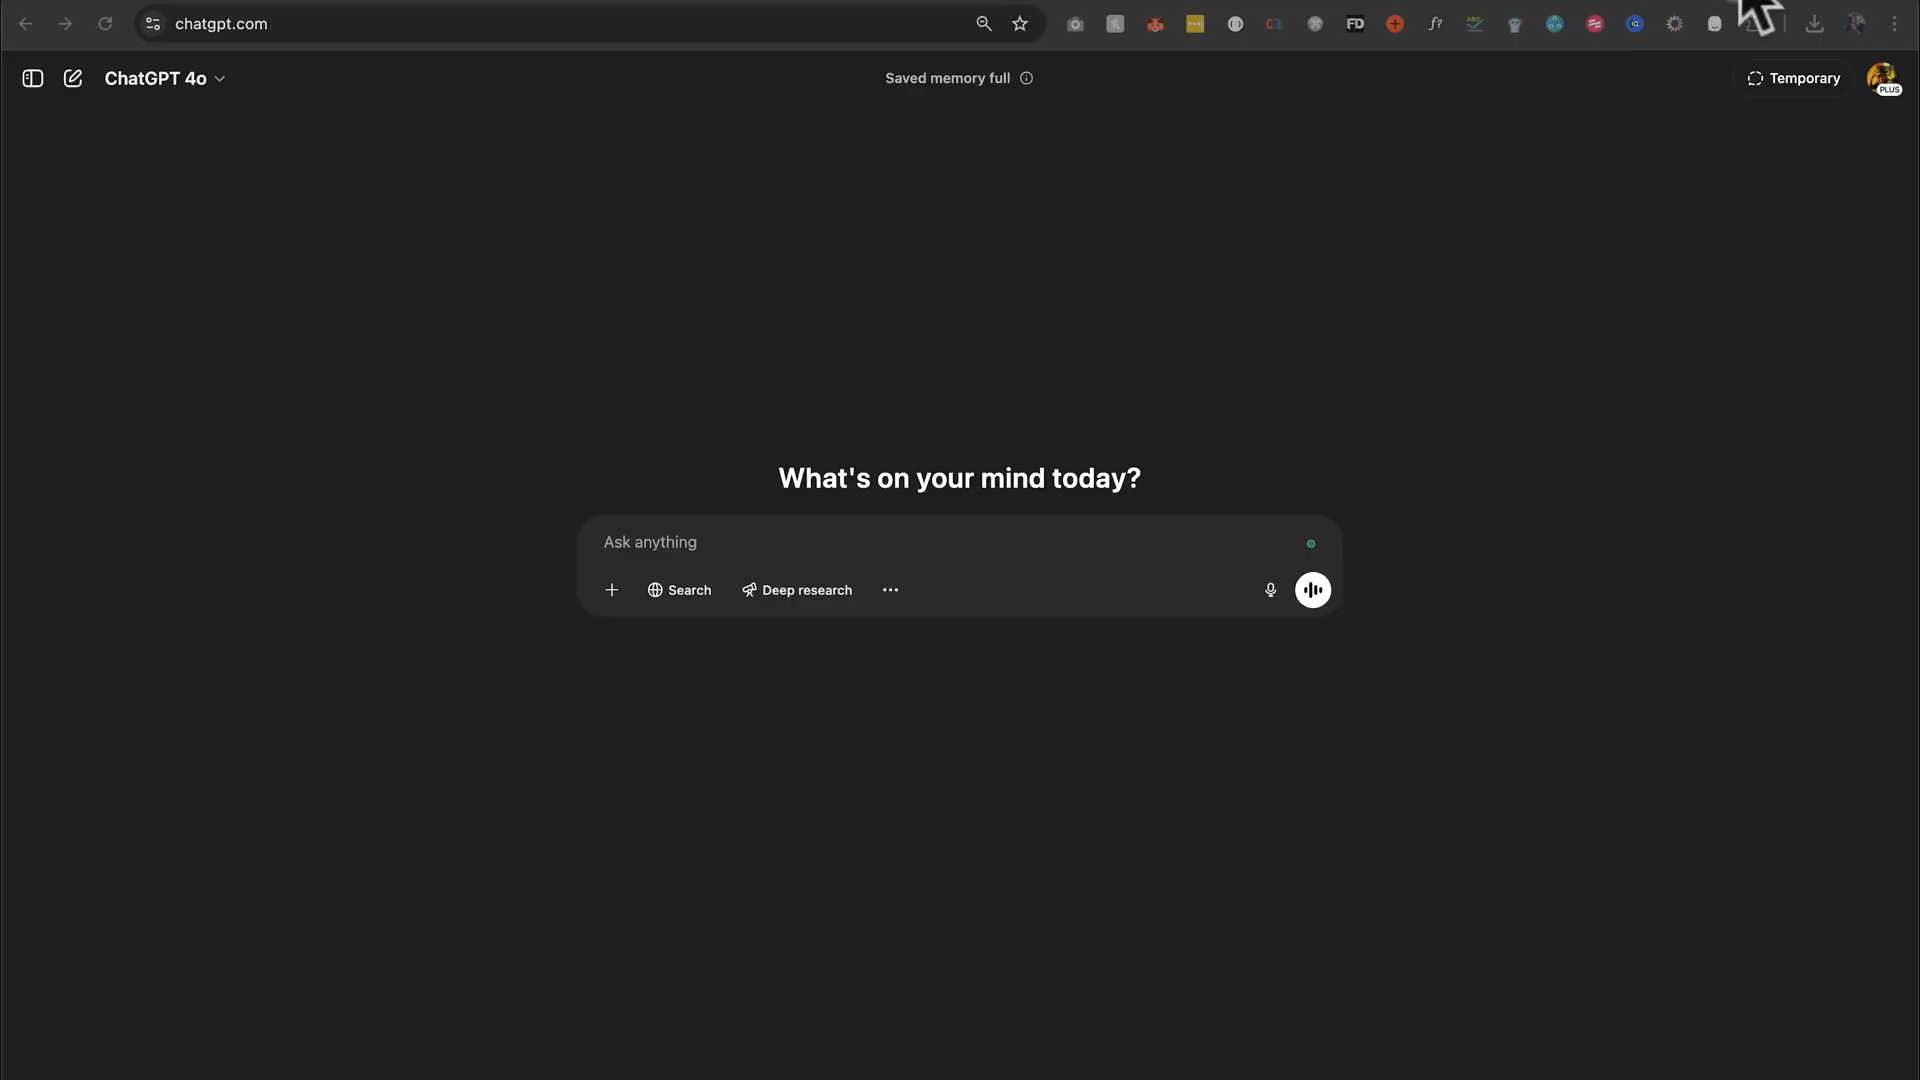 chatgpt.com
FD
f?
ABC
ChatGPT 4o
Saved memory full
Temporary
PLUS
What's on your mind today?
Ask anything
Search
Deep research